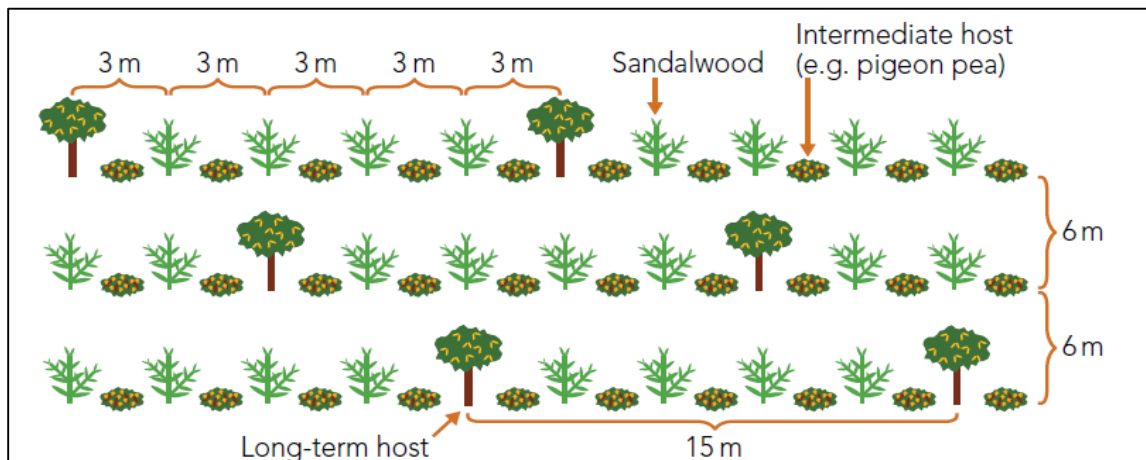 Intermediate host
(e.g. pigeon pea)
Sandalwood
3 m 3 m 3 m 3 m 3 m
6 m
6 m
Long-term host
15 m